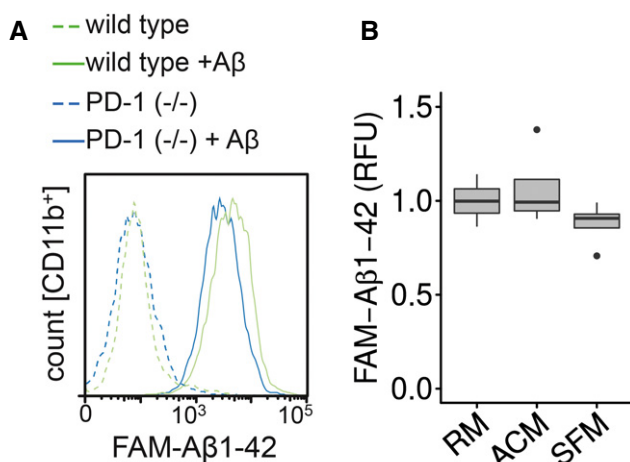 A
wild type
wild type +Aβ
PD-1 (-/-)
PD-1 (-/-) + Aβ
count [CD11b⁺]
0 10³ 10⁵
FAM-Aβ1-42
B
FAM−Aβ1−42 (RFU)
1.5
1.0
0.5
0.0
RM ACM SFM